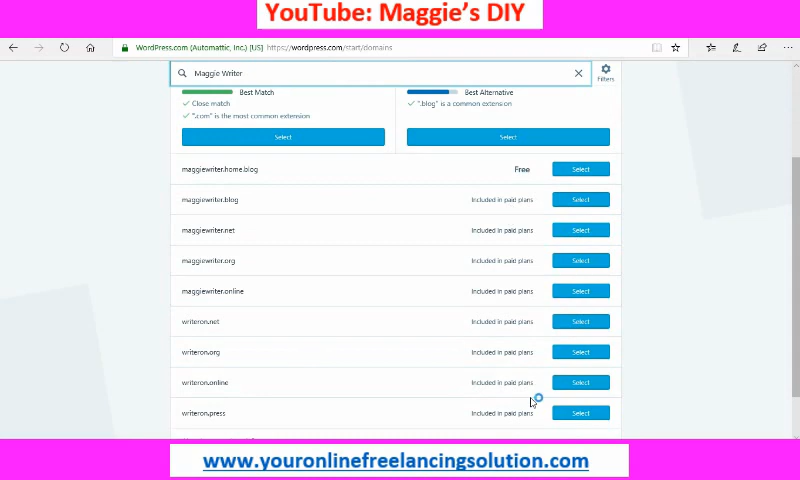 YouTube: Maggie's DIY
WordPress.com (Automattic, Inc.) [US] https://wordpress.com/start/domains
Maggie Writer
Filters
Best Match
Best Alternative
Close match
".blog" is a common extension
".com" is the most common extension
Select
Select
maggiewriter.home.blog Free Select
maggiewriter.blog Included in paid plans Select
maggiewriter.net Included in paid plans Select
maggiewriter.org Included in paid plans Select
maggiewriter.online Included in paid plans Select
writeron.net Included in paid plans Select
writeron.org Included in paid plans Select
writeron.online Included in paid plans Select
writeron.press Included in paid plans Select
www.youronlinefreelancingsolution.com